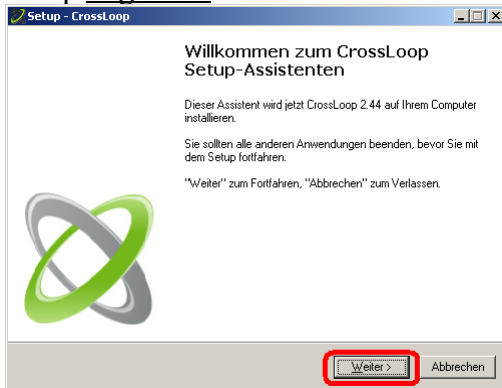 Setup - CrossLoop
Willkommen zum CrossLoop
Setup-Assistenten
Dieser Assistent wird jetzt CrossLoop 2.44 auf Ihrem Computer
installieren.
Sie sollten alle anderen Anwendungen beenden, bevor Sie mit
dem Setup fortfahren.
"Weiter" zum Fortfahren, "Abbrechen" zum Verlassen.
Weiter > Abbrechen